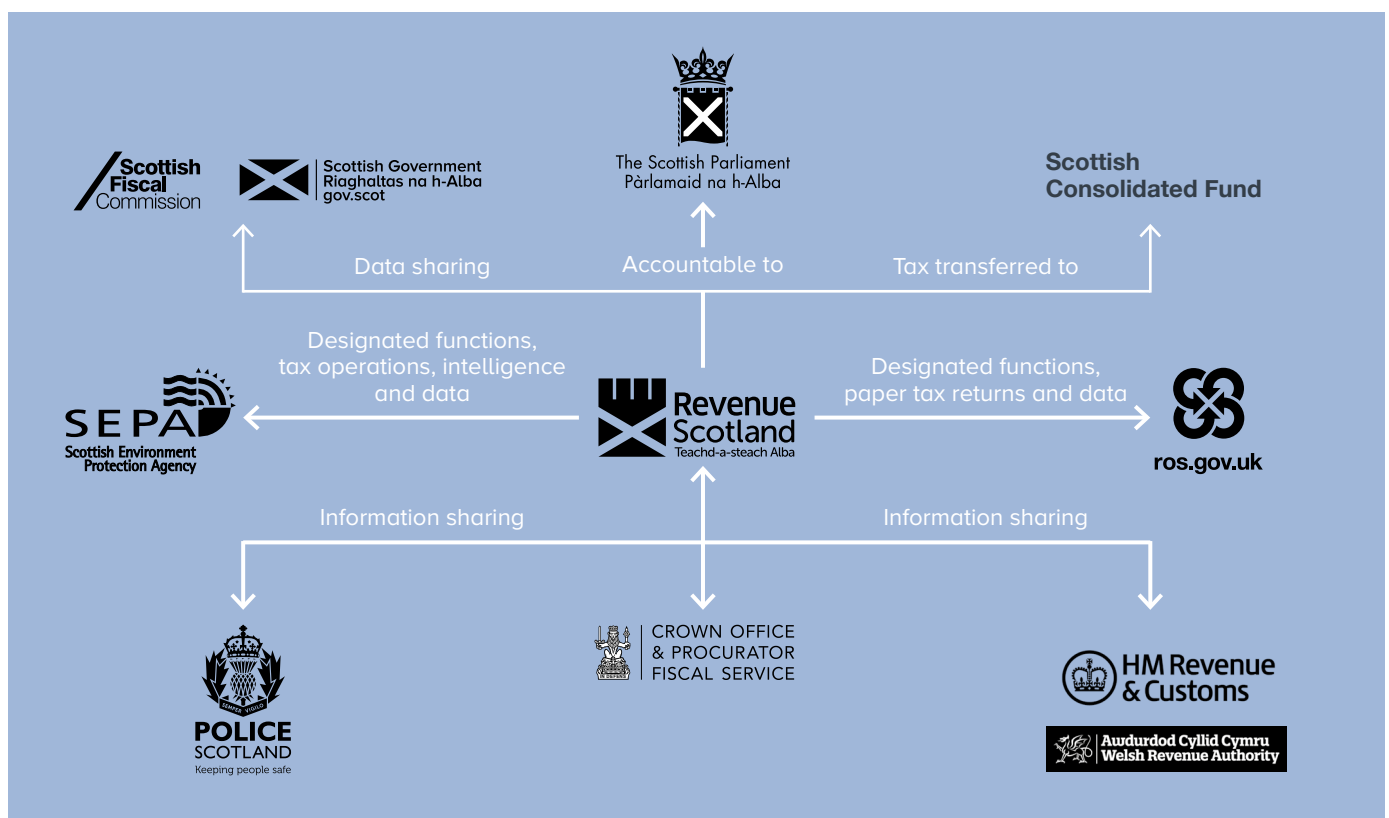 The Scottish Parliament
Pàrlamaid na h-Alba
Scottish
Fiscal
Commission
Scottish Government
Riaghaltas na h-Alba
gov.scot
Scottish
Consolidated Fund
Data sharing
Accountable to
Tax transferred to
Designated functions,
tax operations, intelligence
and data
Designated functions,
paper tax returns and data
SEPA
Scottish Environment
Protection Agency
Revenue
Scotland
Teachd-a-steach Alba
ros.gov.uk
Information sharing
Information sharing
SEMPER VIGILO
POLICE
SCOTLAND
Keeping people safe
IN DEFENS
CROWN OFFICE
& PROCURATOR
FISCAL SERVICE
HM Revenue
& Customs
Awdurdod Cyllid Cymru
Welsh Revenue Authority